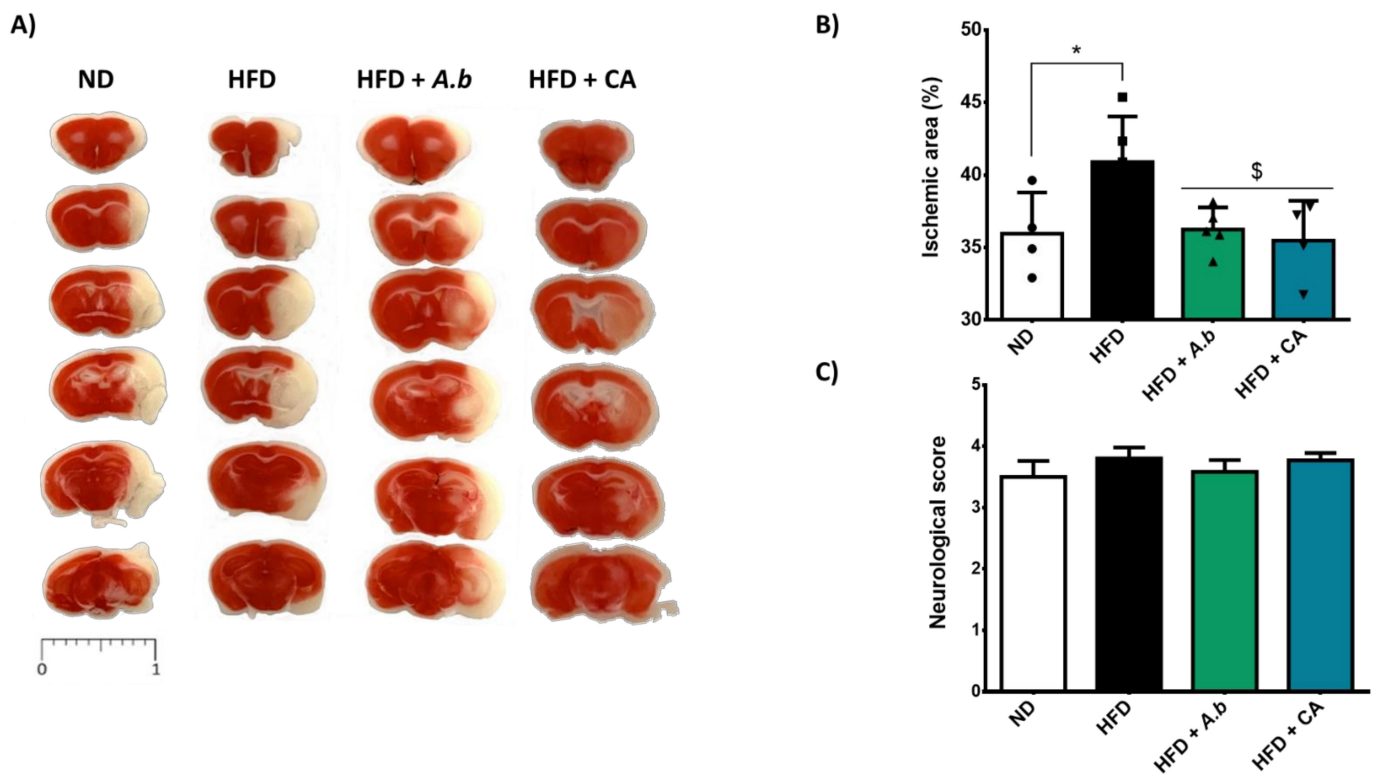 A)
ND HFD HFD + A.b HFD + CA
0 1
B)
Ischemic area (%)
50
45
40
35
30
*
$
ND HFD HFD + A.b HFD + CA
C)
Neurological score
5
4
3
2
1
0
ND HFD HFD + A.b HFD + CA